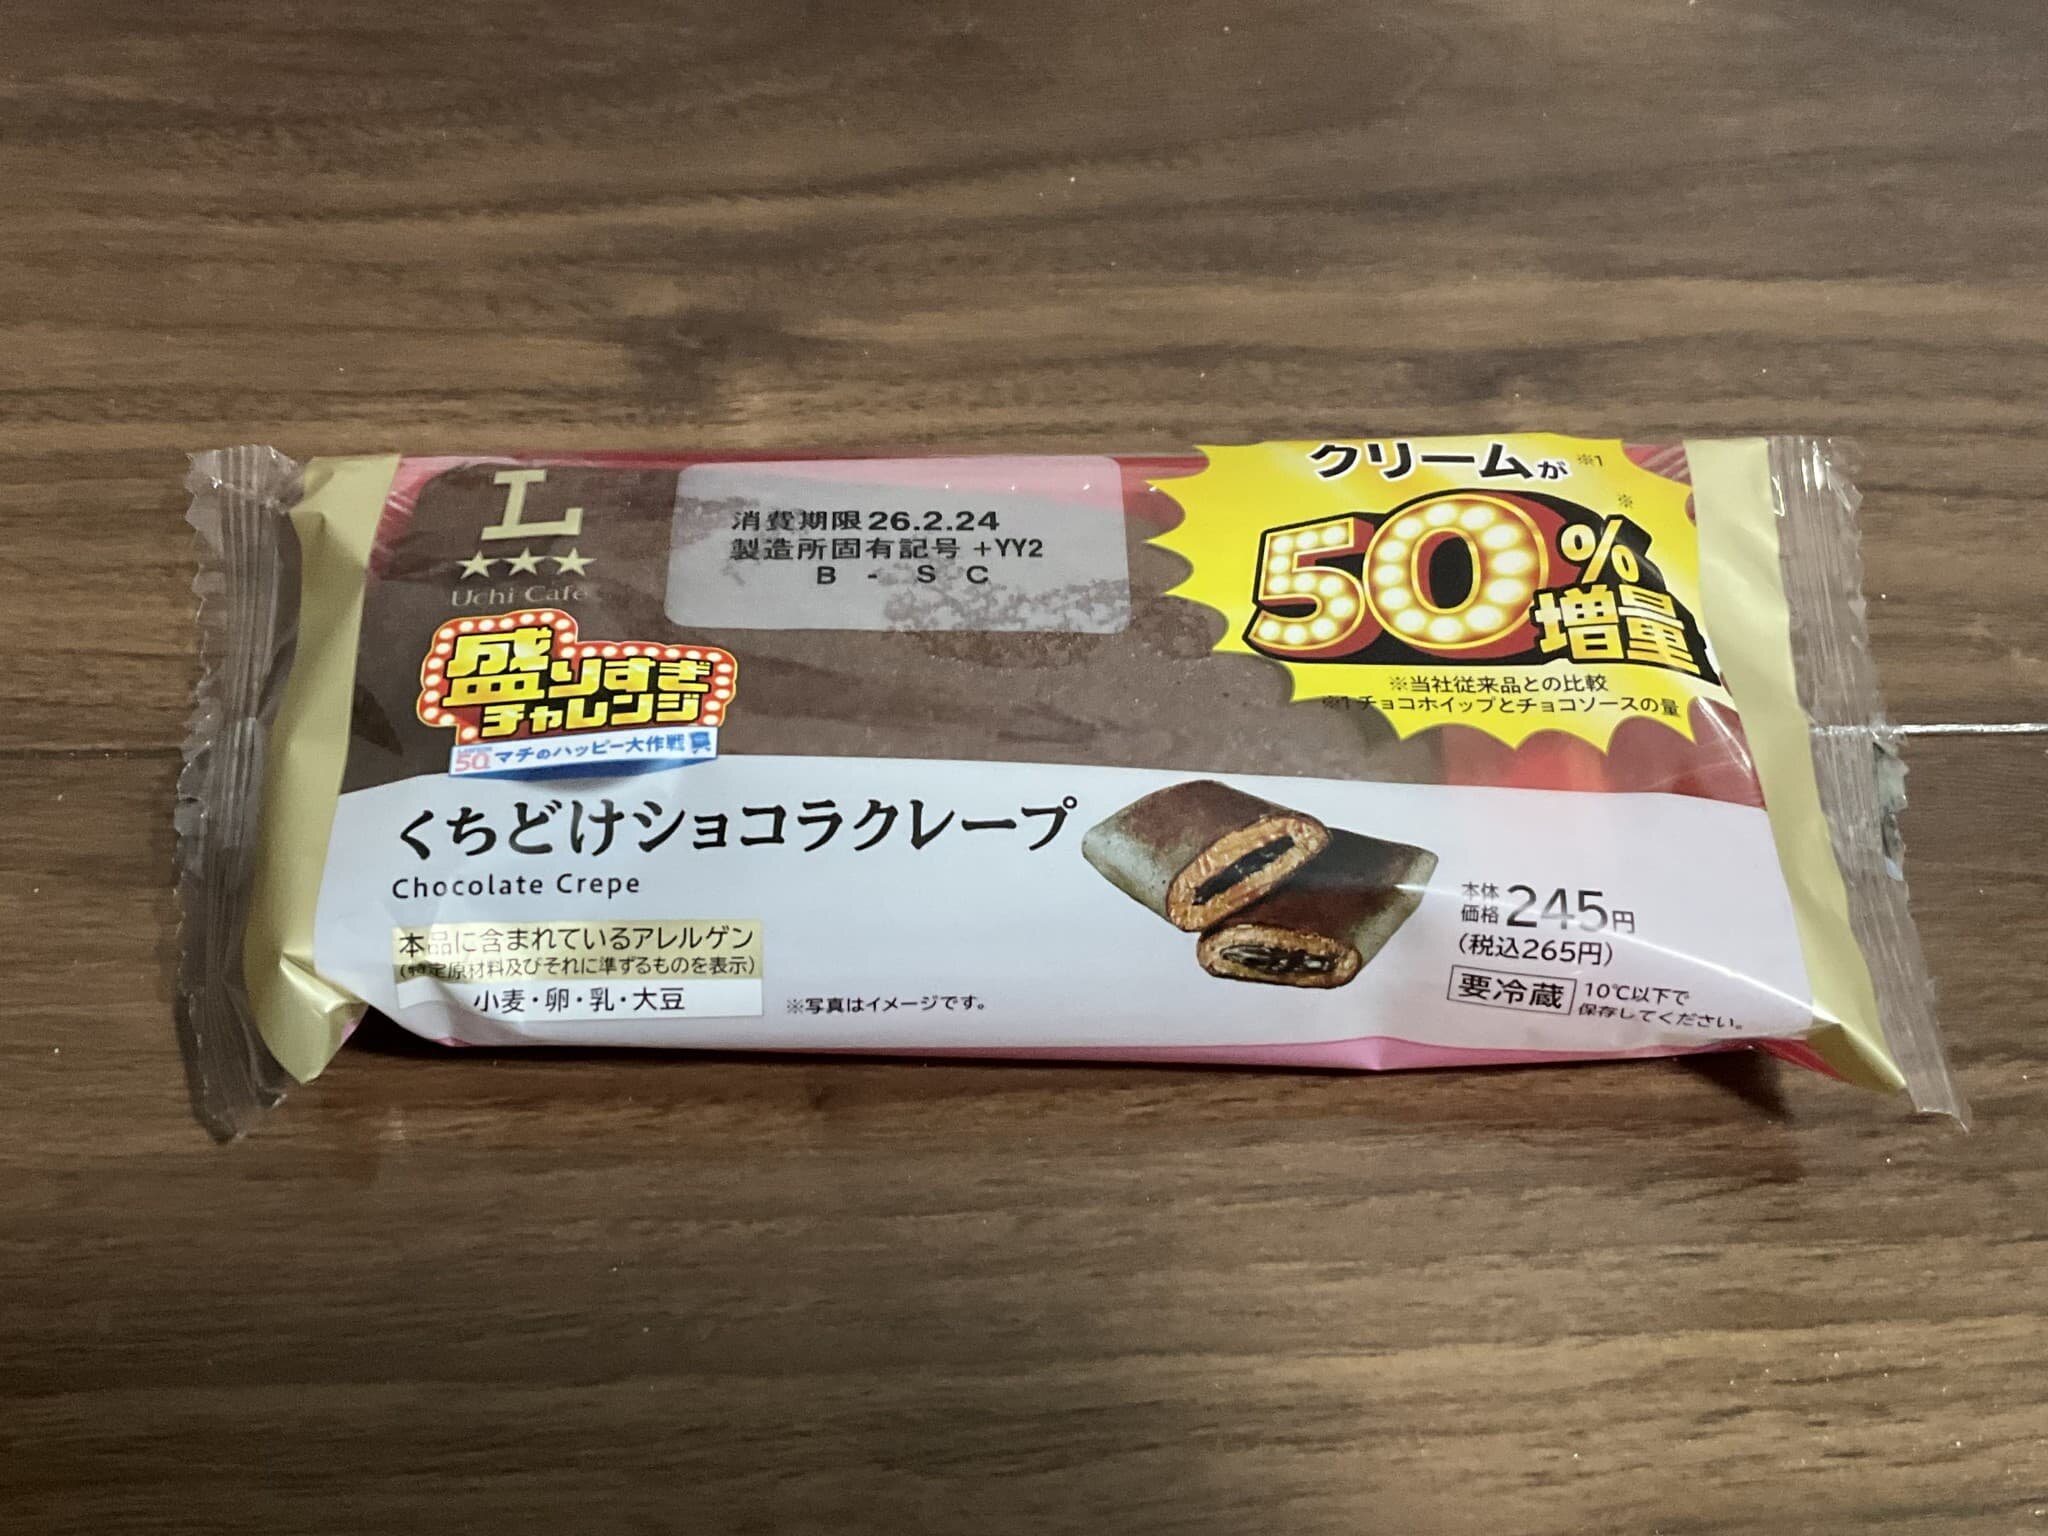 L
Uchi Café
消費期限26.2.24
製造所固有記号 +YY2
B - S C
クリームが※1
50%※増量
※当社従来品との比較
※1 チョコホイップとチョコソースの量
盛りすぎ
チャレンジ
50th マチのハッピー大作戦
くちどけショコラクレープ
Chocolate Crepe
本品に含まれているアレルゲン
(特定原材料及びそれに準ずるものを表示)
小麦・卵・乳・大豆
※写真はイメージです。
本体価格 245円
(税込265円)
要冷蔵 10℃以下で
保存してください。